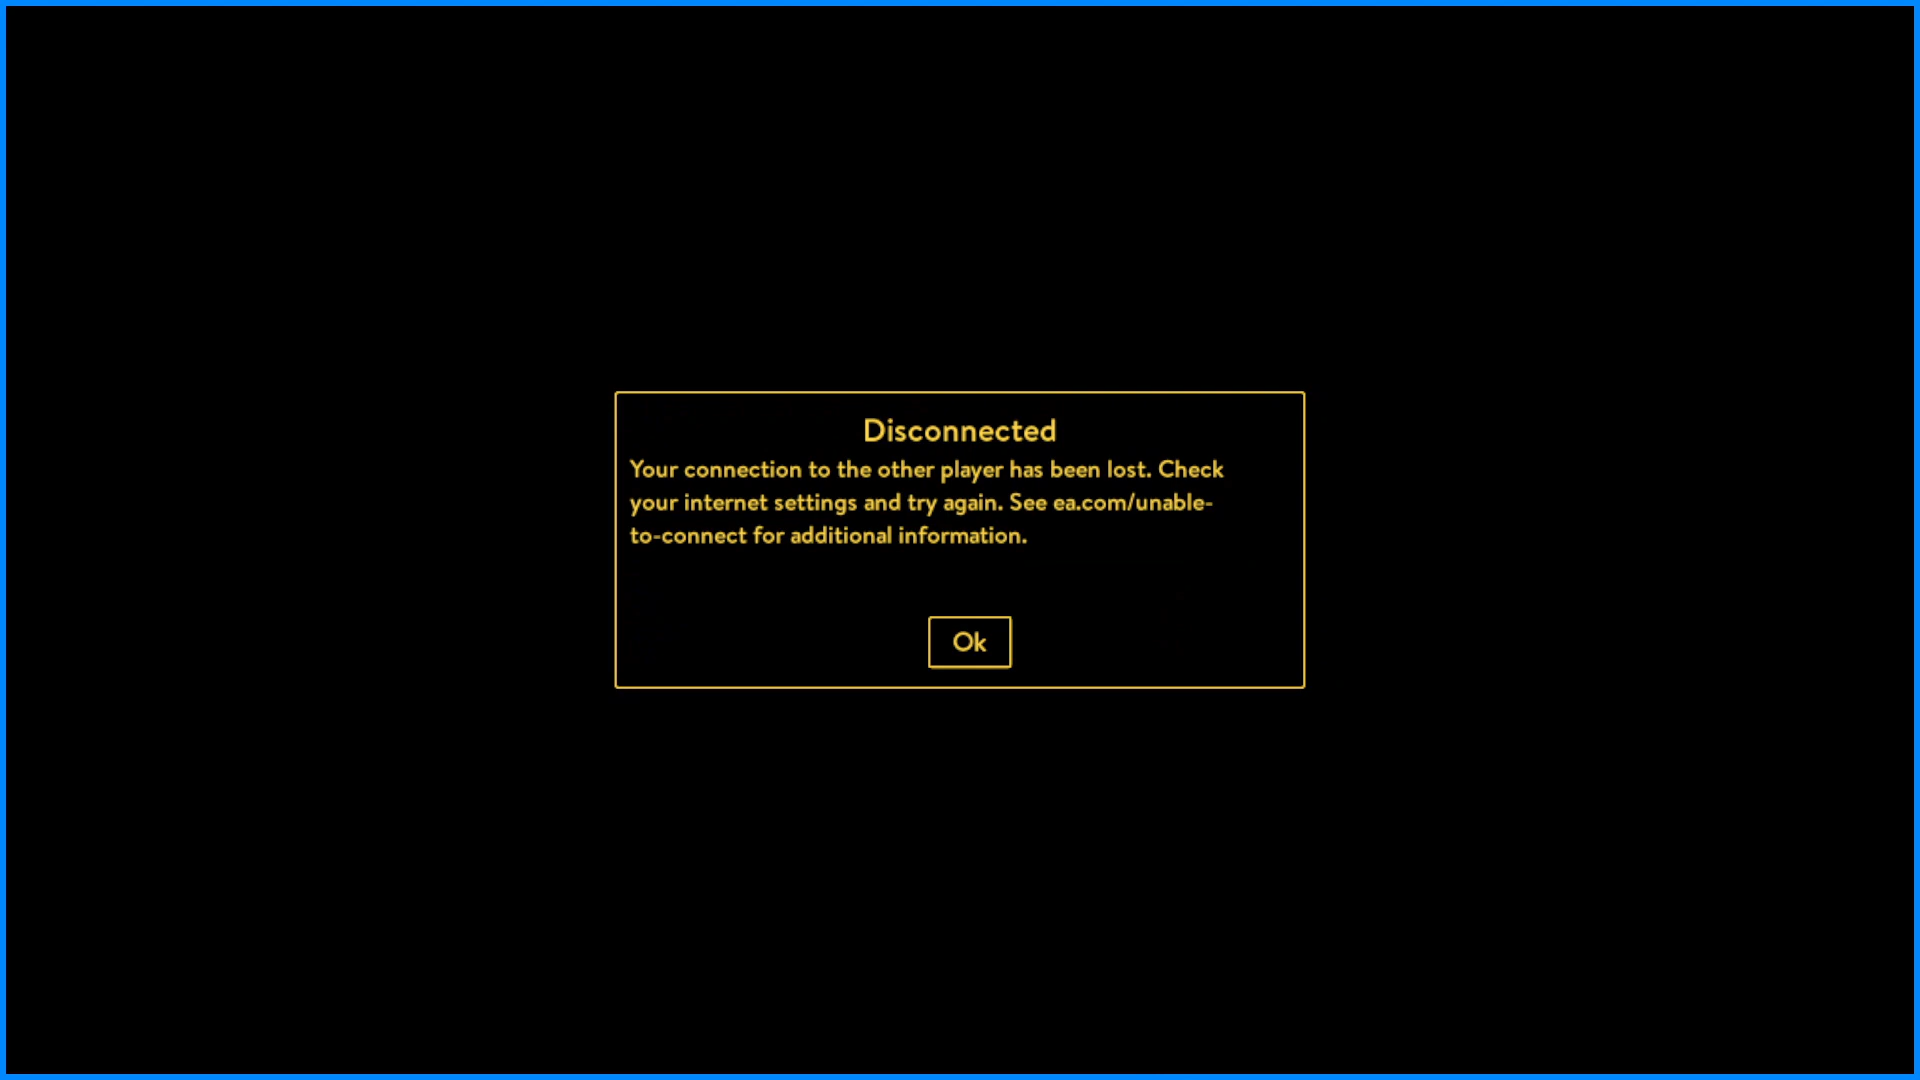 Disconnected
Your connection to the other player has been lost. Check
your internet settings and try again. See ea.com/unable-
to-connect for additional information.
Ok